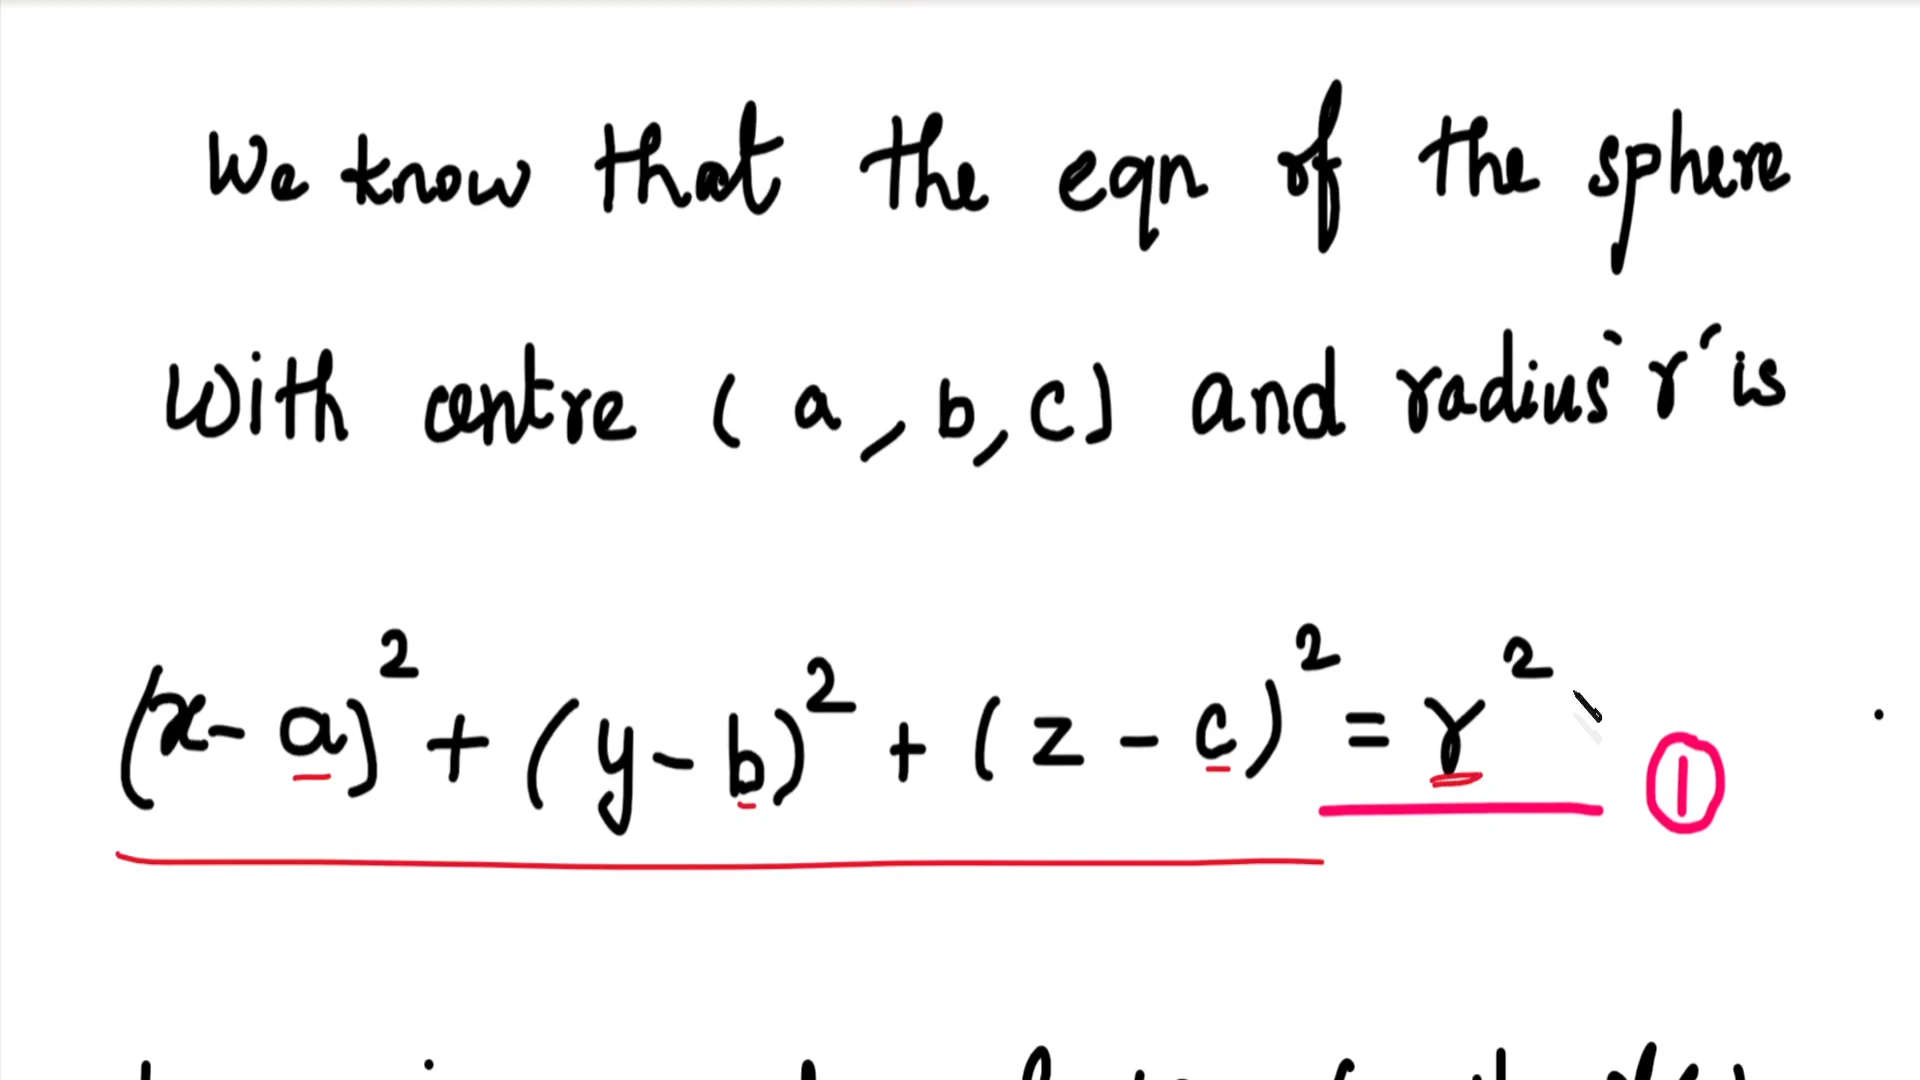 We know that the eqn of the sphere
with centre (a, b, c) and radius `r´ is
(x-a)² + (y-b)² + (z-c)² = r² ①